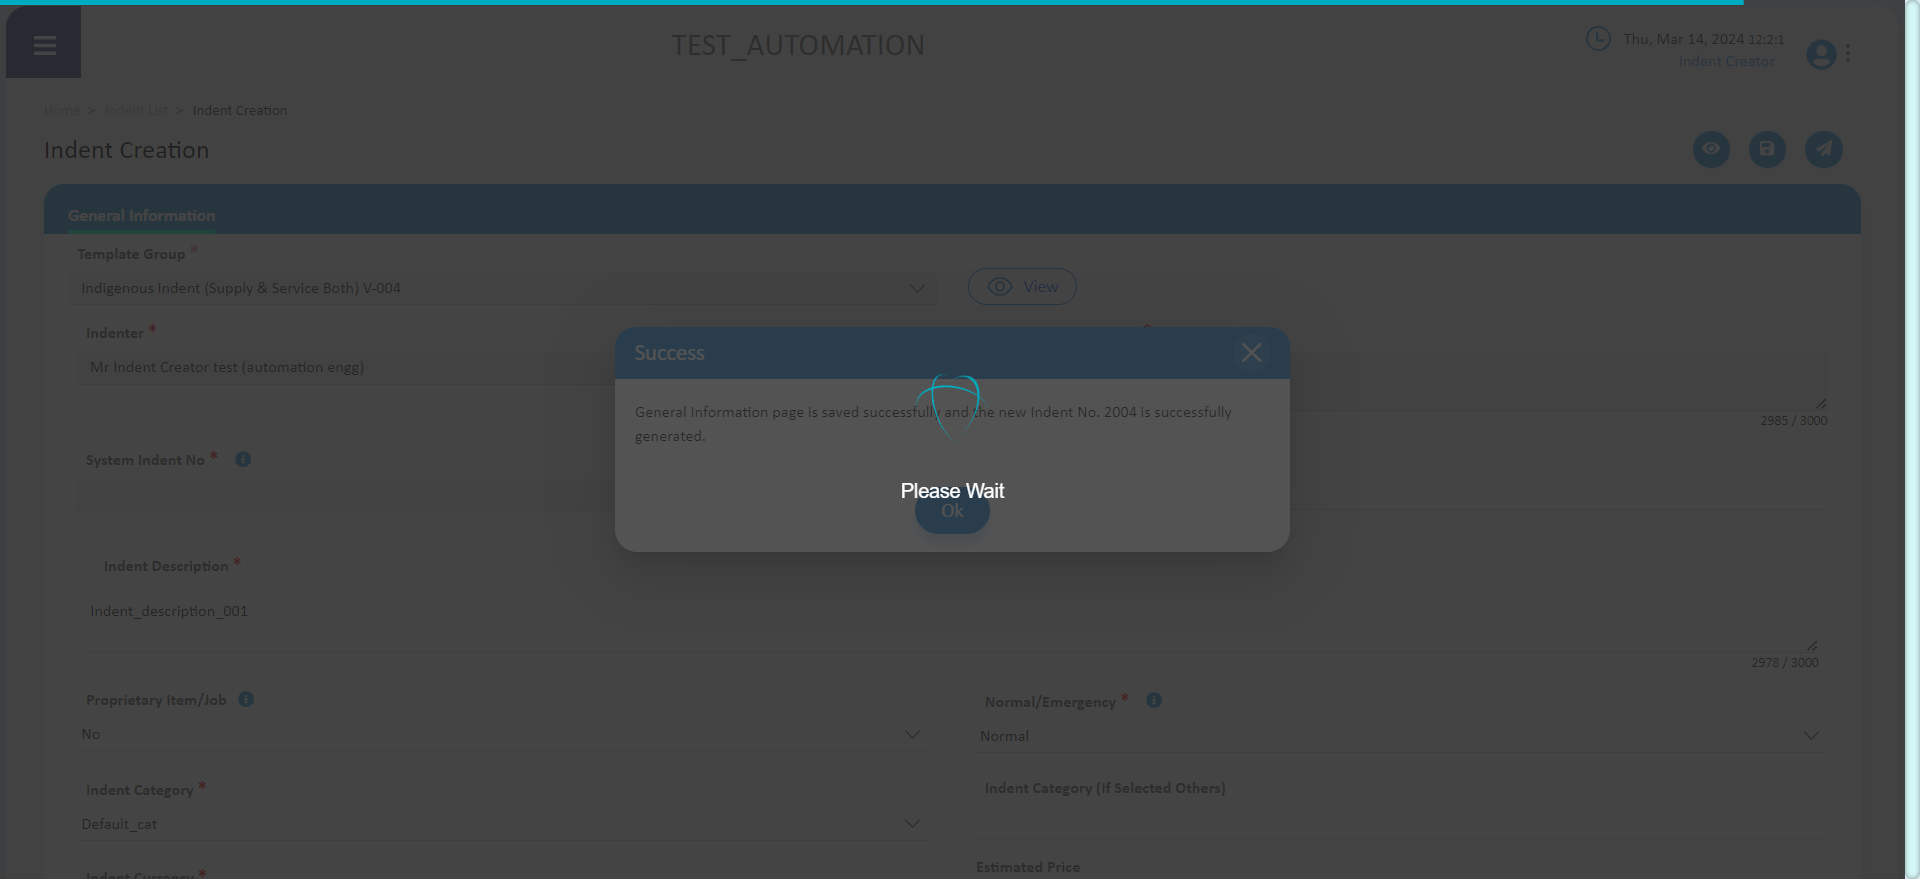 TEST_AUTOMATION
Thu, Mar 14, 2024 12:2:1
Indent Creator
Home > Indent List > Indent Creation
Indent Creation
General Information
Template Group *
Indigenous Indent (Supply & Service Both) V-004
View
Indenter *
*
Mr Indent Creator test (automation engg)
Success
General Information page is saved successfully and the new Indent No. 2004 is successfully
generated.
Please Wait
Ok
2985 / 3000
System Indent No *
Indent Description *
Indent_description_001
2978 / 3000
Proprietary Item/Job
Normal/Emergency *
No
Normal
Indent Category *
Indent Category (If Selected Others)
Default_cat
Indent Currency *
Estimated Price